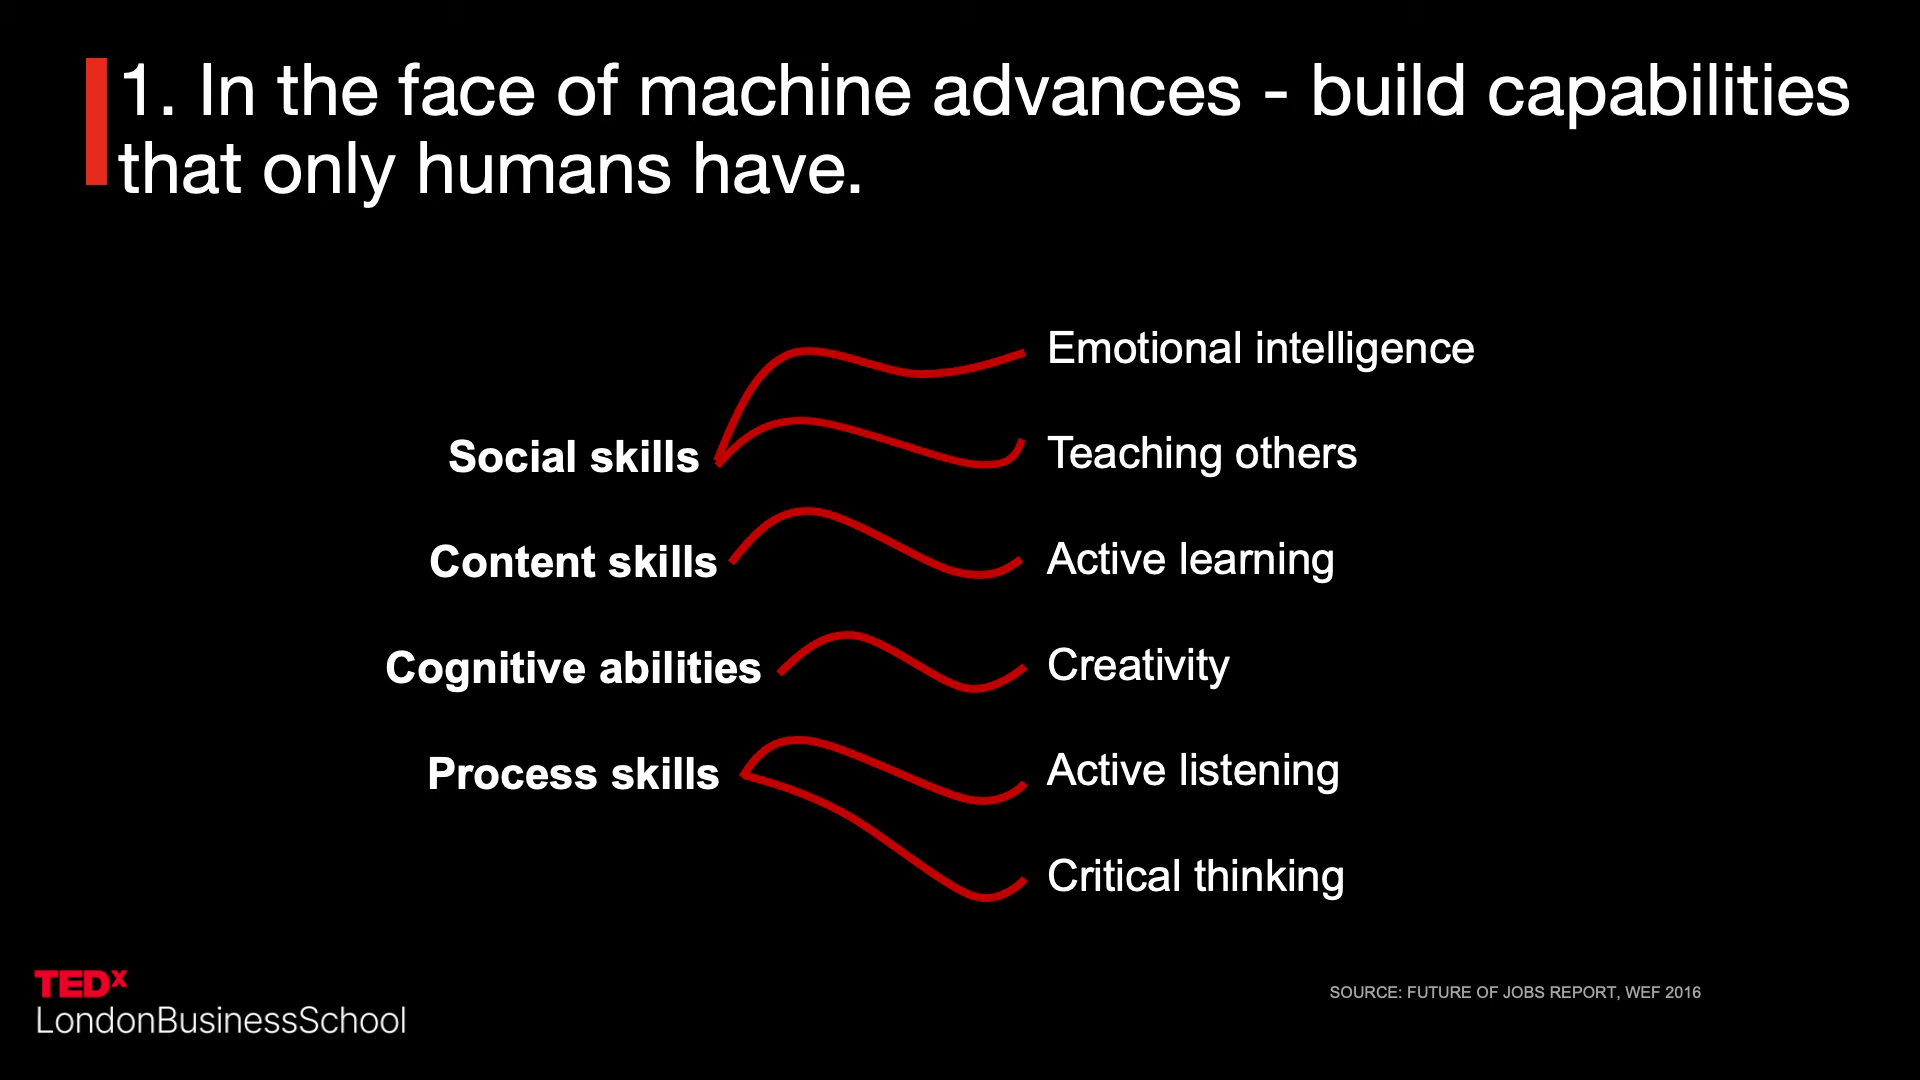 1. In the face of machine advances - build capabilities
that only humans have.
Emotional intelligence
Social skills
Teaching others
Content skills
Active learning
Cognitive abilities
Creativity
Process skills
Active listening
Critical thinking
TEDx
LondonBusinessSchool
SOURCE: FUTURE OF JOBS REPORT, WEF 2016